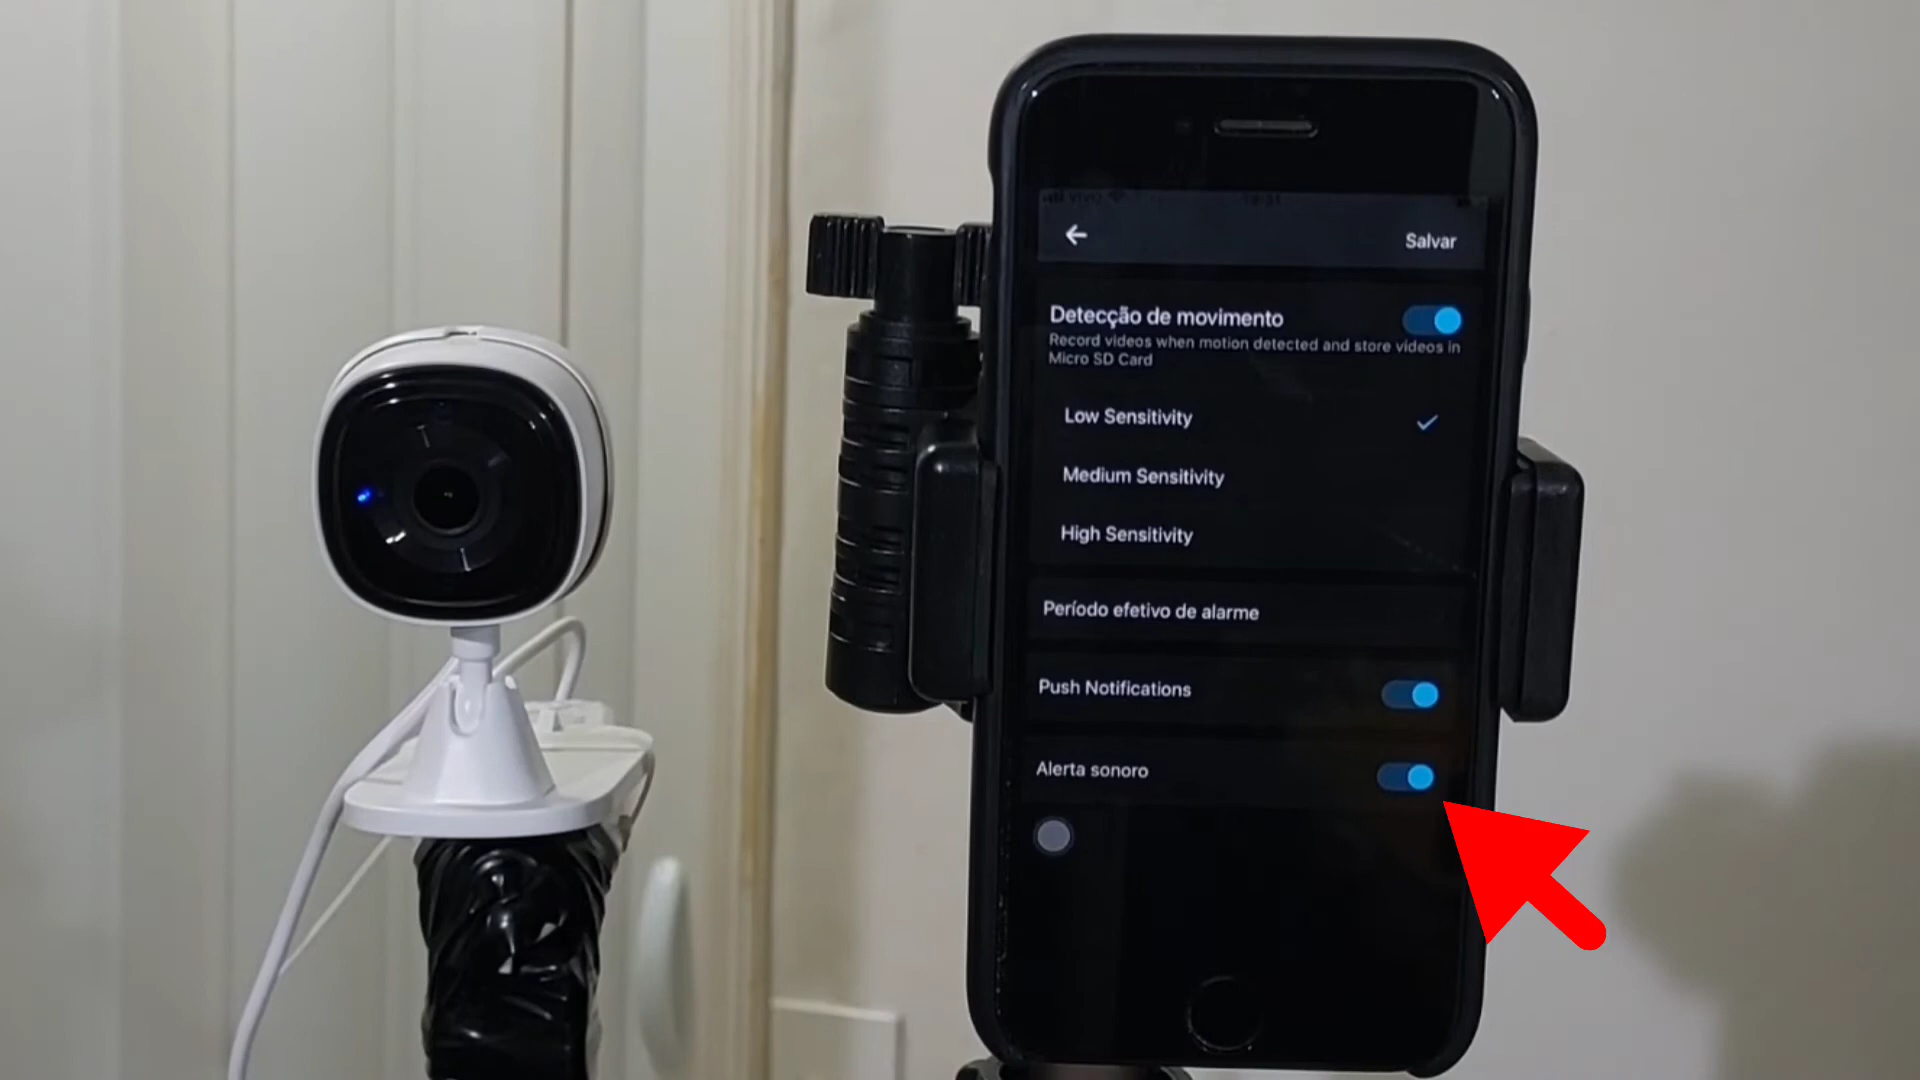 Salvar
Detecção de movimento
Record videos when motion detected and store videos in
Micro SD Card
Low Sensitivity
Medium Sensitivity
High Sensitivity
Período efetivo de alarme
Push Notifications
Alerta sonoro